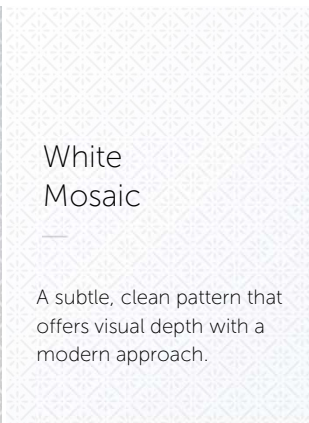 White
Mosaic
A subtle, clean pattern that
offers visual depth with a
modern approach.